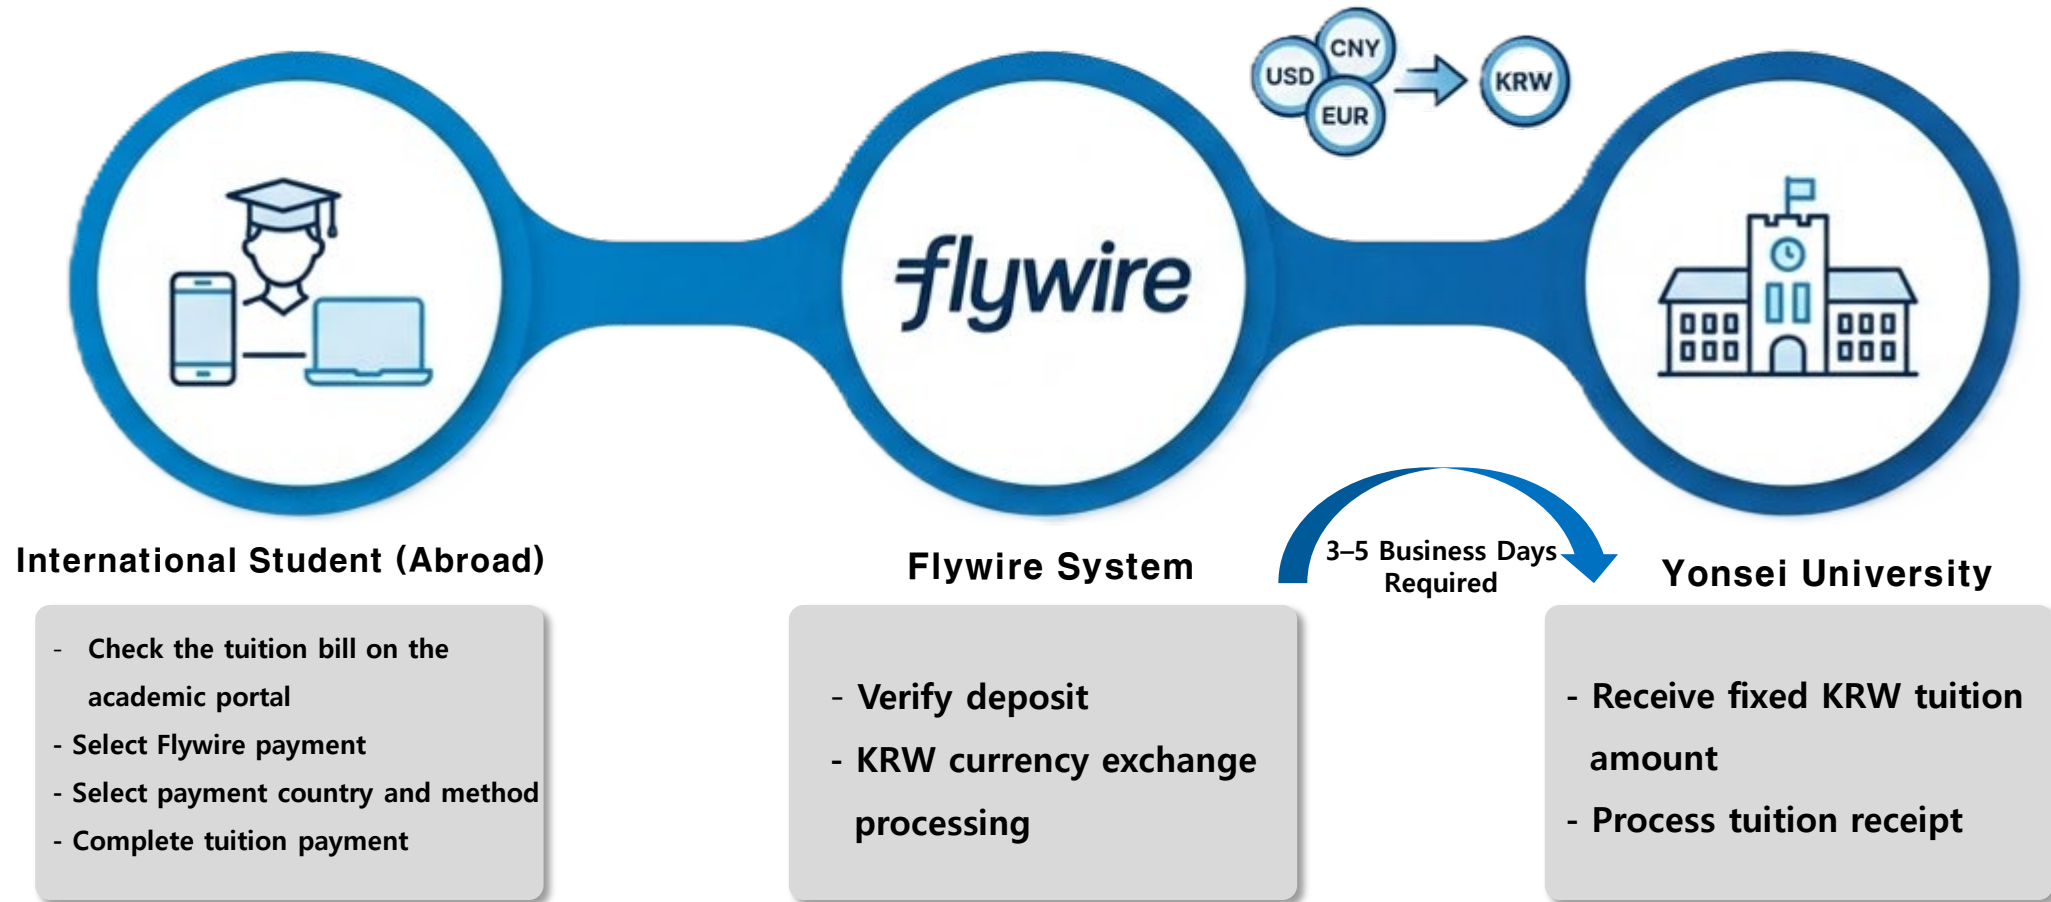 CNY
USD
EUR
KRW
flywire
International Student (Abroad)
- Check the tuition bill on the
academic portal
- Select Flywire payment
- Select payment country and method
- Complete tuition payment
Flywire System
- Verify deposit
- KRW currency exchange
processing
3–5 Business Days
Required
Yonsei University
- Receive fixed KRW tuition
amount
- Process tuition receipt